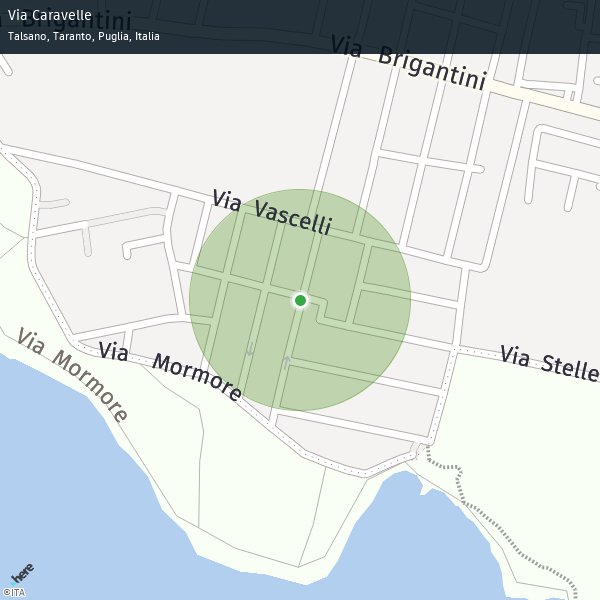 Via Caravelle
Talsano, Taranto, Puglia, Italia
Brigantini
Via Brigantini
Via Vascelli
Via Stelle
Via Mormore
Via Mormore
here
©ITA